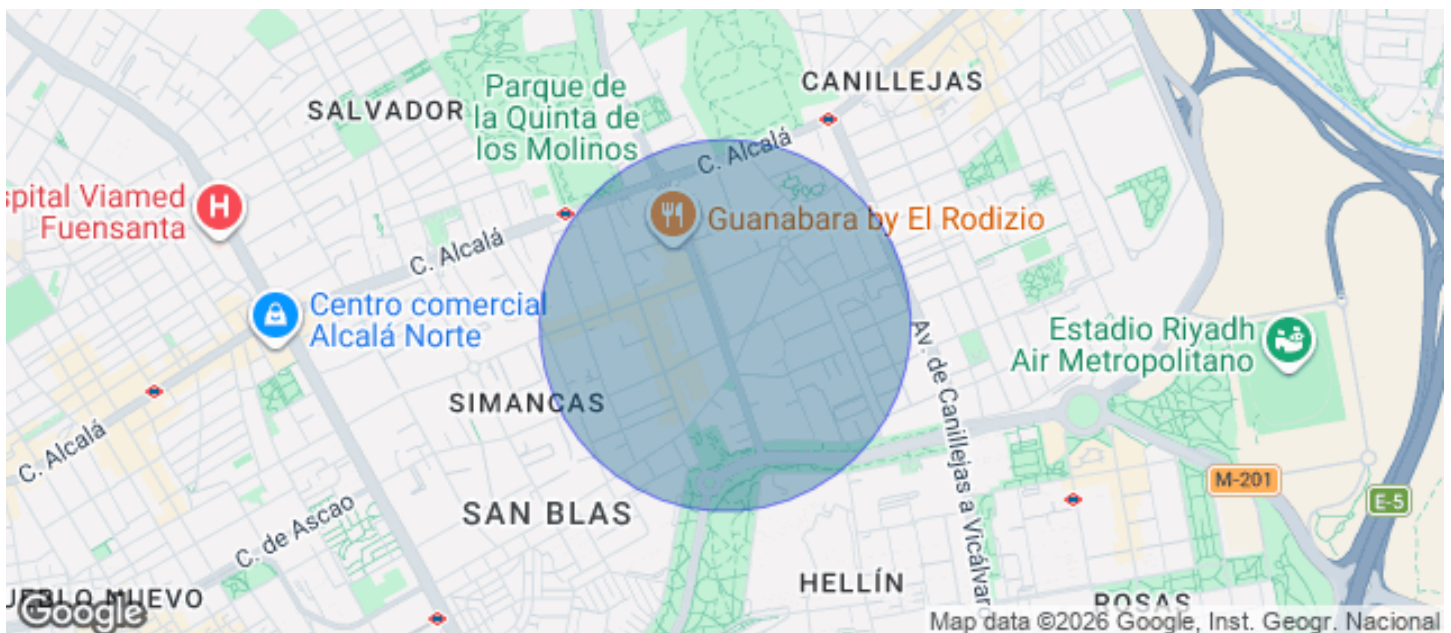 CANILLEJAS
SALVADOR
Parque de
la Quinta de
los Molinos
C. Alcalá
spital Viamed
Fuensanta
H
Guanabara by El Rodizio
C. Alcalá
Centro comercial
Alcalá Norte
Estadio Riyadh
Air Metropolitano
Av. de Canillejas a Vicálvar
SIMANCAS
C. Alcalá
M-201
E-5
SAN BLAS
C. de Ascao
HELLÍN
UEBLO NUEVO
ROSAS
Google
Map data ©2026 Google, Inst. Geogr. Nacional